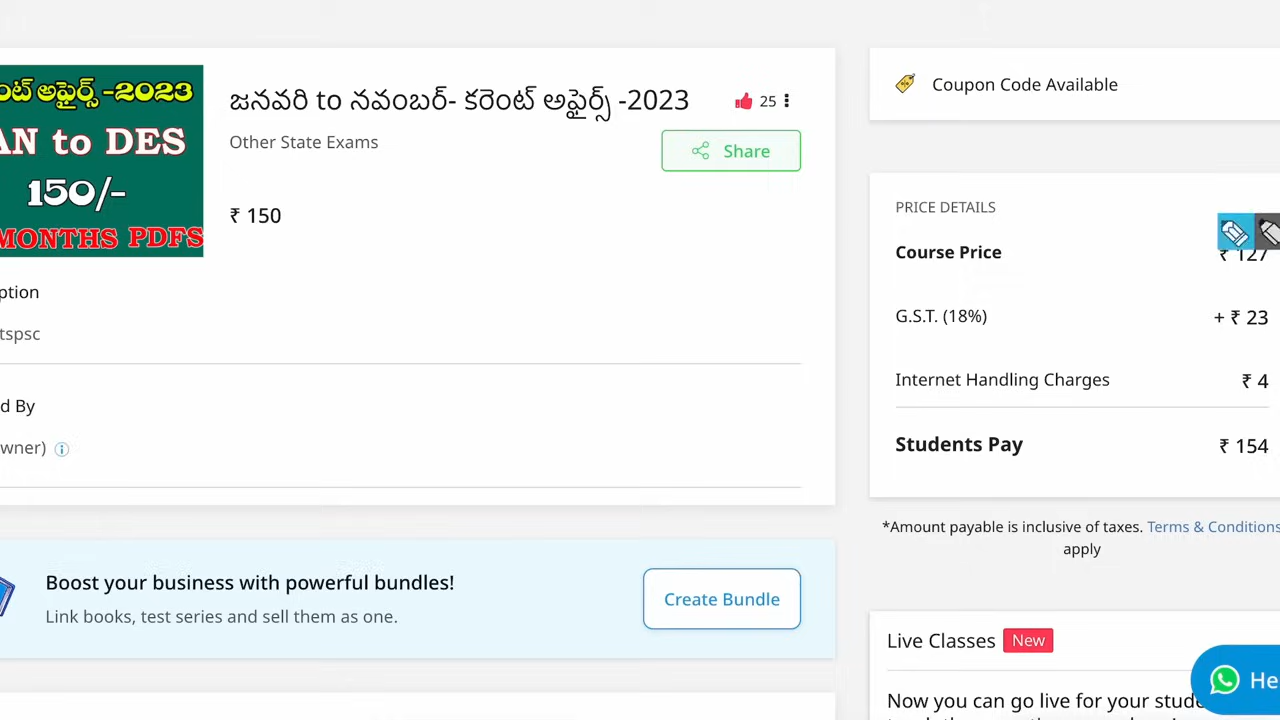 ంట్ అఫైర్స్ -2023
AN to DES
150/-
MONTHS PDFS
జనవరి to నవంబర్- కరెంట్ అఫైర్స్ -2023
25
Other State Exams
Share
₹ 150
ption
tspsc
d By
wner)
Boost your business with powerful bundles!
Link books, test series and sell them as one.
Create Bundle
Coupon Code Available
PRICE DETAILS
Course Price
₹ 127
G.S.T. (18%)
+ ₹ 23
Internet Handling Charges
₹ 4
Students Pay
₹ 154
*Amount payable is inclusive of taxes. Terms & Conditions
apply
Live Classes New
Now you can go live for your stude
He